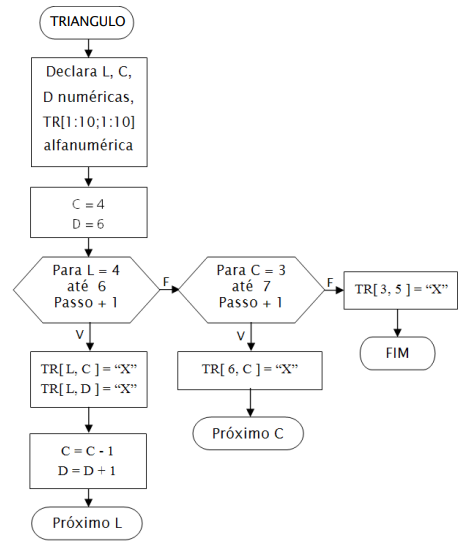 TRIANGULO
Declara L, C,
D numéricas,
TR[1:10;1:10]
alfanumérica
C = 4
D = 6
Para L = 4
até 6
Passo + 1
F
V
TR[ L, C ] = “X”
TR[ L, D ] = “X”
C = C - 1
D = D + 1
Próximo L
Para C = 3
até 7
Passo + 1
F
V
TR[ 6, C ] = “X”
Próximo C
TR[ 3, 5 ] = “X”
FIM